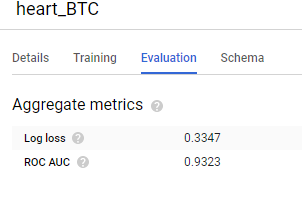 heart_BTC
Details Training Evaluation Schema
Aggregate metrics ?
Log loss ? 0.3347
ROC AUC ? 0.9323